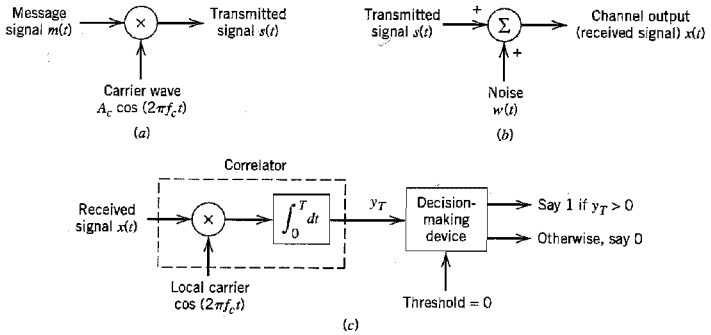 Message
signal m(t)
×
Transmitted
signal s(t)
Carrier wave
A_c cos (2πf_c t)
(a)
Transmitted
signal s(t)
+
Σ
+
Channel output
(received signal) x(t)
Noise
w(t)
(b)
Correlator
Received
signal x(t)
×
∫_0^T dt
y_T
Decision-
making
device
Say 1 if y_T > 0
Otherwise, say 0
Local carrier
cos (2πf_c t)
Threshold = 0
(c)